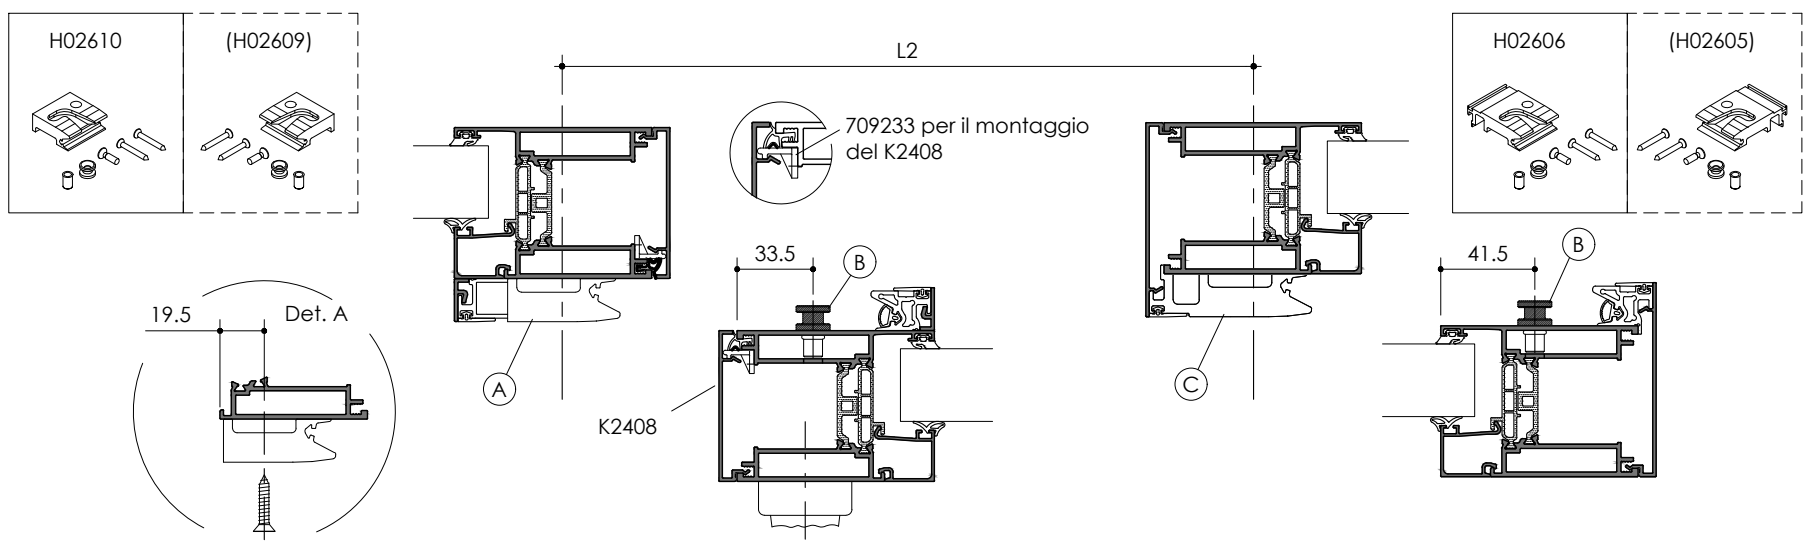 H02610
(H02609)
L2
H02606
(H02605)
709233 per il montaggio
del K2408
33.5
B
41.5
B
19.5
Det. A
A
C
K2408